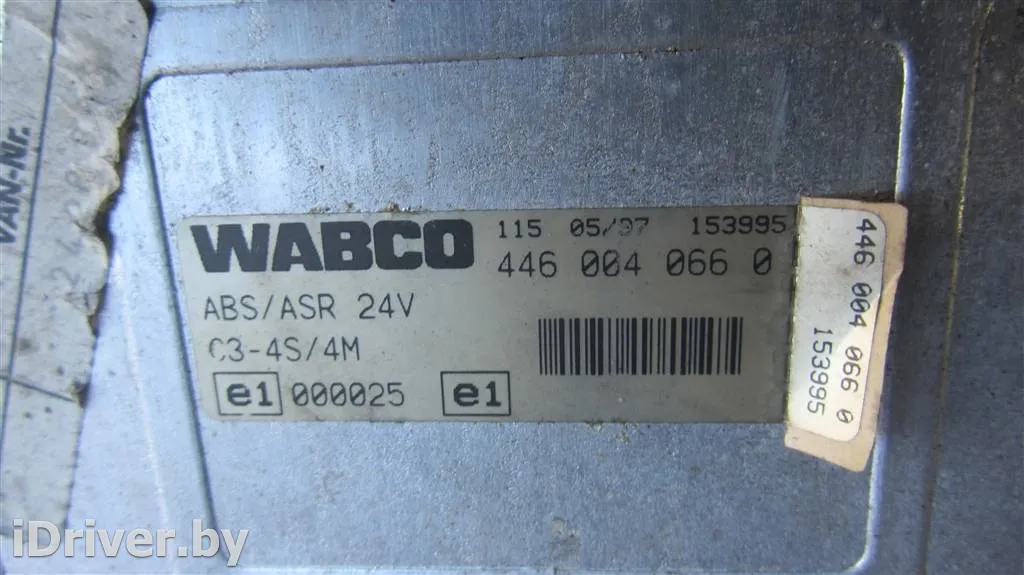 VAN-Nr.
WABCO
115 05/97 153995
446 004 066 0
ABS/ASR 24V
C3-4S/4M
e1 000025 e1
446 004 066 0
153995
iDriver.by